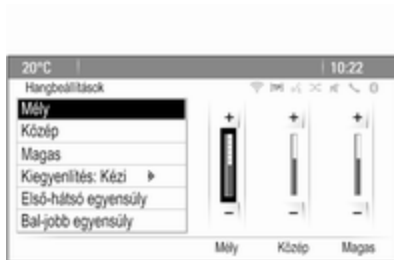 20°C 10:22
Hangbeállítások
Mély
Közép
Magas
Kiegyenlítés: Kézi
Első-hátsó egyensúly
Bal-jobb egyensúly
+ + +
− − −
Mély Közép Magas